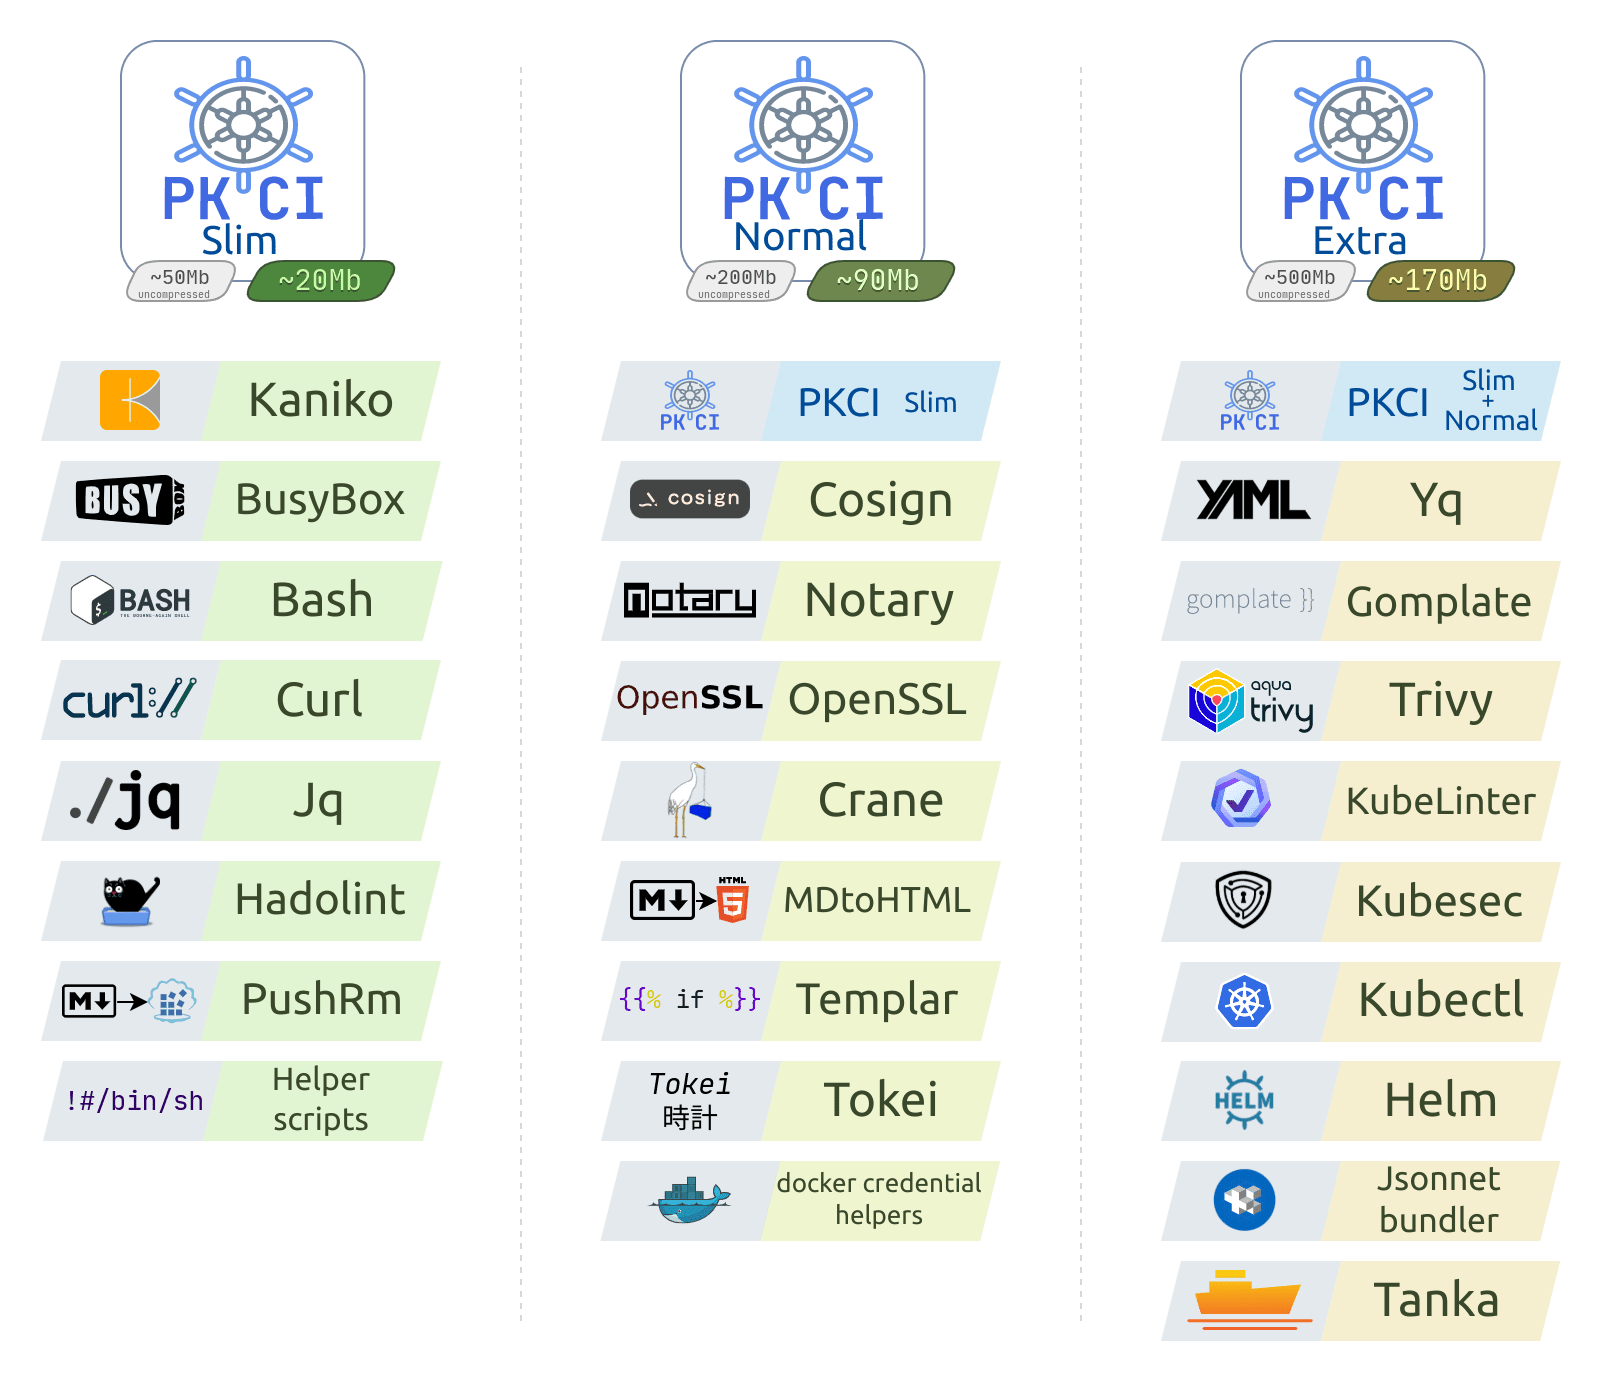 PK CI
Slim
~50Mb
uncompressed
~20Mb
Kaniko
BUSY
BOX
BusyBox
$_
BASH
THE BOURNE-AGAIN SHELL
Bash
curl://
Curl
./jq
Jq
Hadolint
M
PushRm
!#/bin/sh
Helper
scripts
PK CI
Normal
~200Mb
uncompressed
~90Mb
PK CI
PKCI Slim
cosign
Cosign
notary
Notary
OpenSSL
OpenSSL
Crane
M
HTML
5
MDtoHTML
{{% if %}}
Templar
Tokei
時計
Tokei
docker credential
helpers
PK CI
Extra
~500Mb
uncompressed
~170Mb
PK CI
PKCI
Slim
+
Normal
YAML
Yq
gomplate }}
Gomplate
aqua
trivy
Trivy
KubeLinter
Kubesec
Kubectl
HELM
Helm
Jsonnet
bundler
Tanka